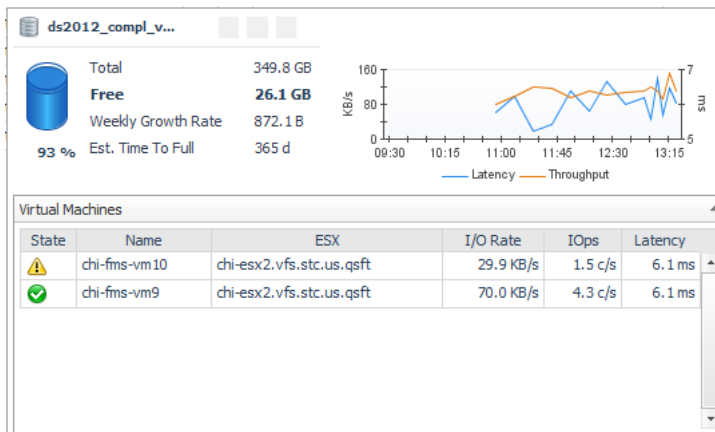 ds2012_compl_v...
Total 349.8 GB
Free 26.1 GB
Weekly Growth Rate 872.1 B
93 % Est. Time To Full 365 d
160 7
KB/s 80 ms
0 5
09:30 10:15 11:00 11:45 12:30 13:15
Latency Throughput
Virtual Machines
State Name ESX I/O Rate IOps Latency
chi-fms-vm10 chi-esx2.vfs.stc.us.qsft 29.9 KB/s 1.5 c/s 6.1 ms
chi-fms-vm9 chi-esx2.vfs.stc.us.qsft 70.0 KB/s 4.3 c/s 6.1 ms